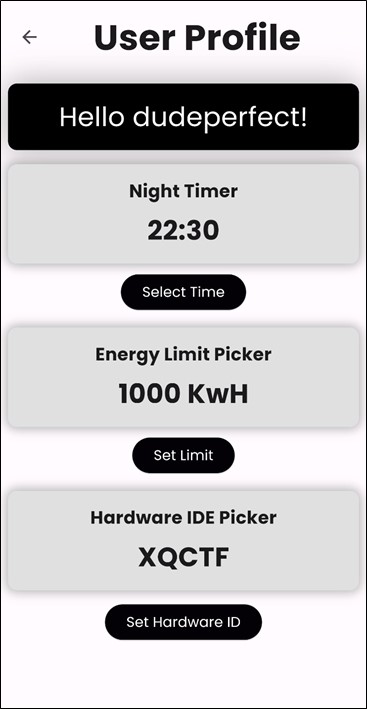 User Profile
Hello dudeperfect!
Night Timer
22:30
Select Time
Energy Limit Picker
1000 KwH
Set Limit
Hardware IDE Picker
XQCTF
Set Hardware ID